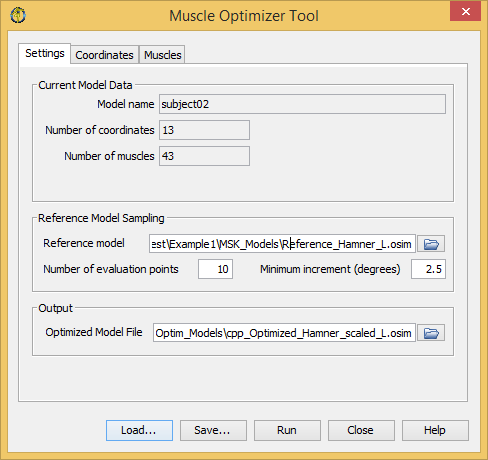 Muscle Optimizer Tool
Settings Coordinates Muscles
Current Model Data
Model name subject02
Number of coordinates 13
Number of muscles 43
Reference Model Sampling
Reference model est\Example1\MSK_Models\Reference_Hamner_L.osim
Number of evaluation points 10 Minimum increment (degrees) 2.5
Output
Optimized Model File Optim_Models\cpp_Optimized_Hamner_scaled_L.osim
Load... Save... Run Close Help